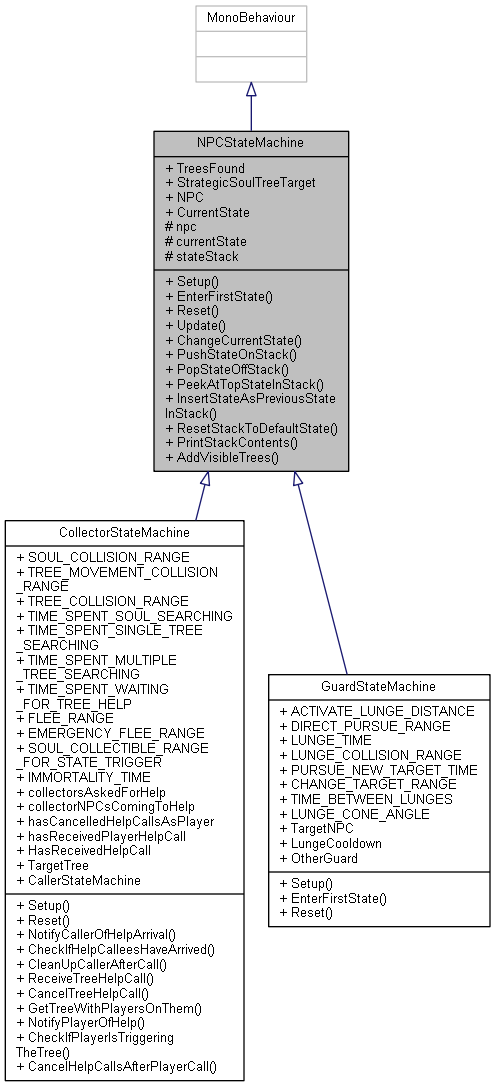 MonoBehaviour
NPCStateMachine
+ TreesFound
+ StrategicSoulTreeTarget
+ NPC
+ CurrentState
# npc
# currentState
# stateStack
+ Setup()
+ EnterFirstState()
+ Reset()
+ Update()
+ ChangeCurrentState()
+ PushStateOnStack()
+ PopStateOffStack()
+ PeekAtTopStateInStack()
+ InsertStateAsPreviousState
InStack()
+ ResetStackToDefaultState()
+ PrintStackContents()
+ AddVisibleTrees()
CollectorStateMachine
+ SOUL_COLLISION_RANGE
+ TREE_MOVEMENT_COLLISION
_RANGE
+ TREE_COLLISION_RANGE
+ TIME_SPENT_SOUL_SEARCHING
+ TIME_SPENT_SINGLE_TREE
_SEARCHING
+ TIME_SPENT_MULTIPLE
_TREE_SEARCHING
+ TIME_SPENT_WAITING
_FOR_TREE_HELP
+ FLEE_RANGE
+ EMERGENCY_FLEE_RANGE
+ SOUL_COLLECTIBLE_RANGE
_FOR_STATE_TRIGGER
+ IMMORTALITY_TIME
+ collectorsAskedForHelp
+ collectorNPCsComingToHelp
+ hasCancelledHelpCallsAsPlayer
+ hasReceivedPlayerHelpCall
+ HasReceivedHelpCall
+ TargetTree
+ CallerStateMachine
+ Setup()
+ Reset()
+ NotifyCallerOfHelpArrival()
+ CheckIfHelpCalleesHaveArrived()
+ CleanUpCallerAfterCall()
+ ReceiveTreeHelpCall()
+ CancelTreeHelpCall()
+ GetTreeWithPlayersOnThem()
+ NotifyPlayerOfHelp()
+ CheckIfPlayerIsTriggering
TheTree()
+ CancelHelpCallsAfterPlayerCall()
GuardStateMachine
+ ACTIVATE_LUNGE_DISTANCE
+ DIRECT_PURSUE_RANGE
+ LUNGE_TIME
+ LUNGE_COLLISION_RANGE
+ PURSUE_NEW_TARGET_TIME
+ CHANGE_TARGET_RANGE
+ TIME_BETWEEN_LUNGES
+ LUNGE_CONE_ANGLE
+ TargetNPC
+ LungeCooldown
+ OtherGuard
+ Setup()
+ EnterFirstState()
+ Reset()